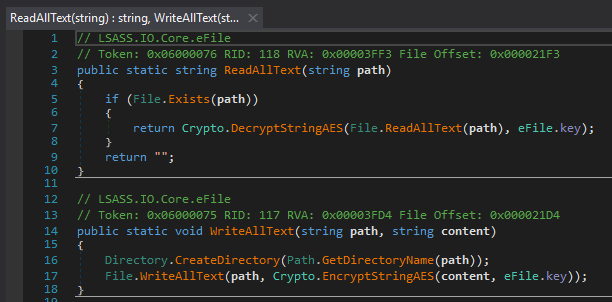 ReadAllText(string) : string, WriteAllText(st...
1 // LSASS.IO.Core.eFile
2 // Token: 0x06000076 RID: 118 RVA: 0x00003FF3 File Offset: 0x000021F3
3 public static string ReadAllText(string path)
4 {
5 if (File.Exists(path))
6 {
7 return Crypto.DecryptStringAES(File.ReadAllText(path), eFile.key);
8 }
9 return "";
10 }
11
12 // LSASS.IO.Core.eFile
13 // Token: 0x06000075 RID: 117 RVA: 0x00003FD4 File Offset: 0x000021D4
14 public static void WriteAllText(string path, string content)
15 {
16 Directory.CreateDirectory(Path.GetDirectoryName(path));
17 File.WriteAllText(path, Crypto.EncryptStringAES(content, eFile.key));
18 }
19